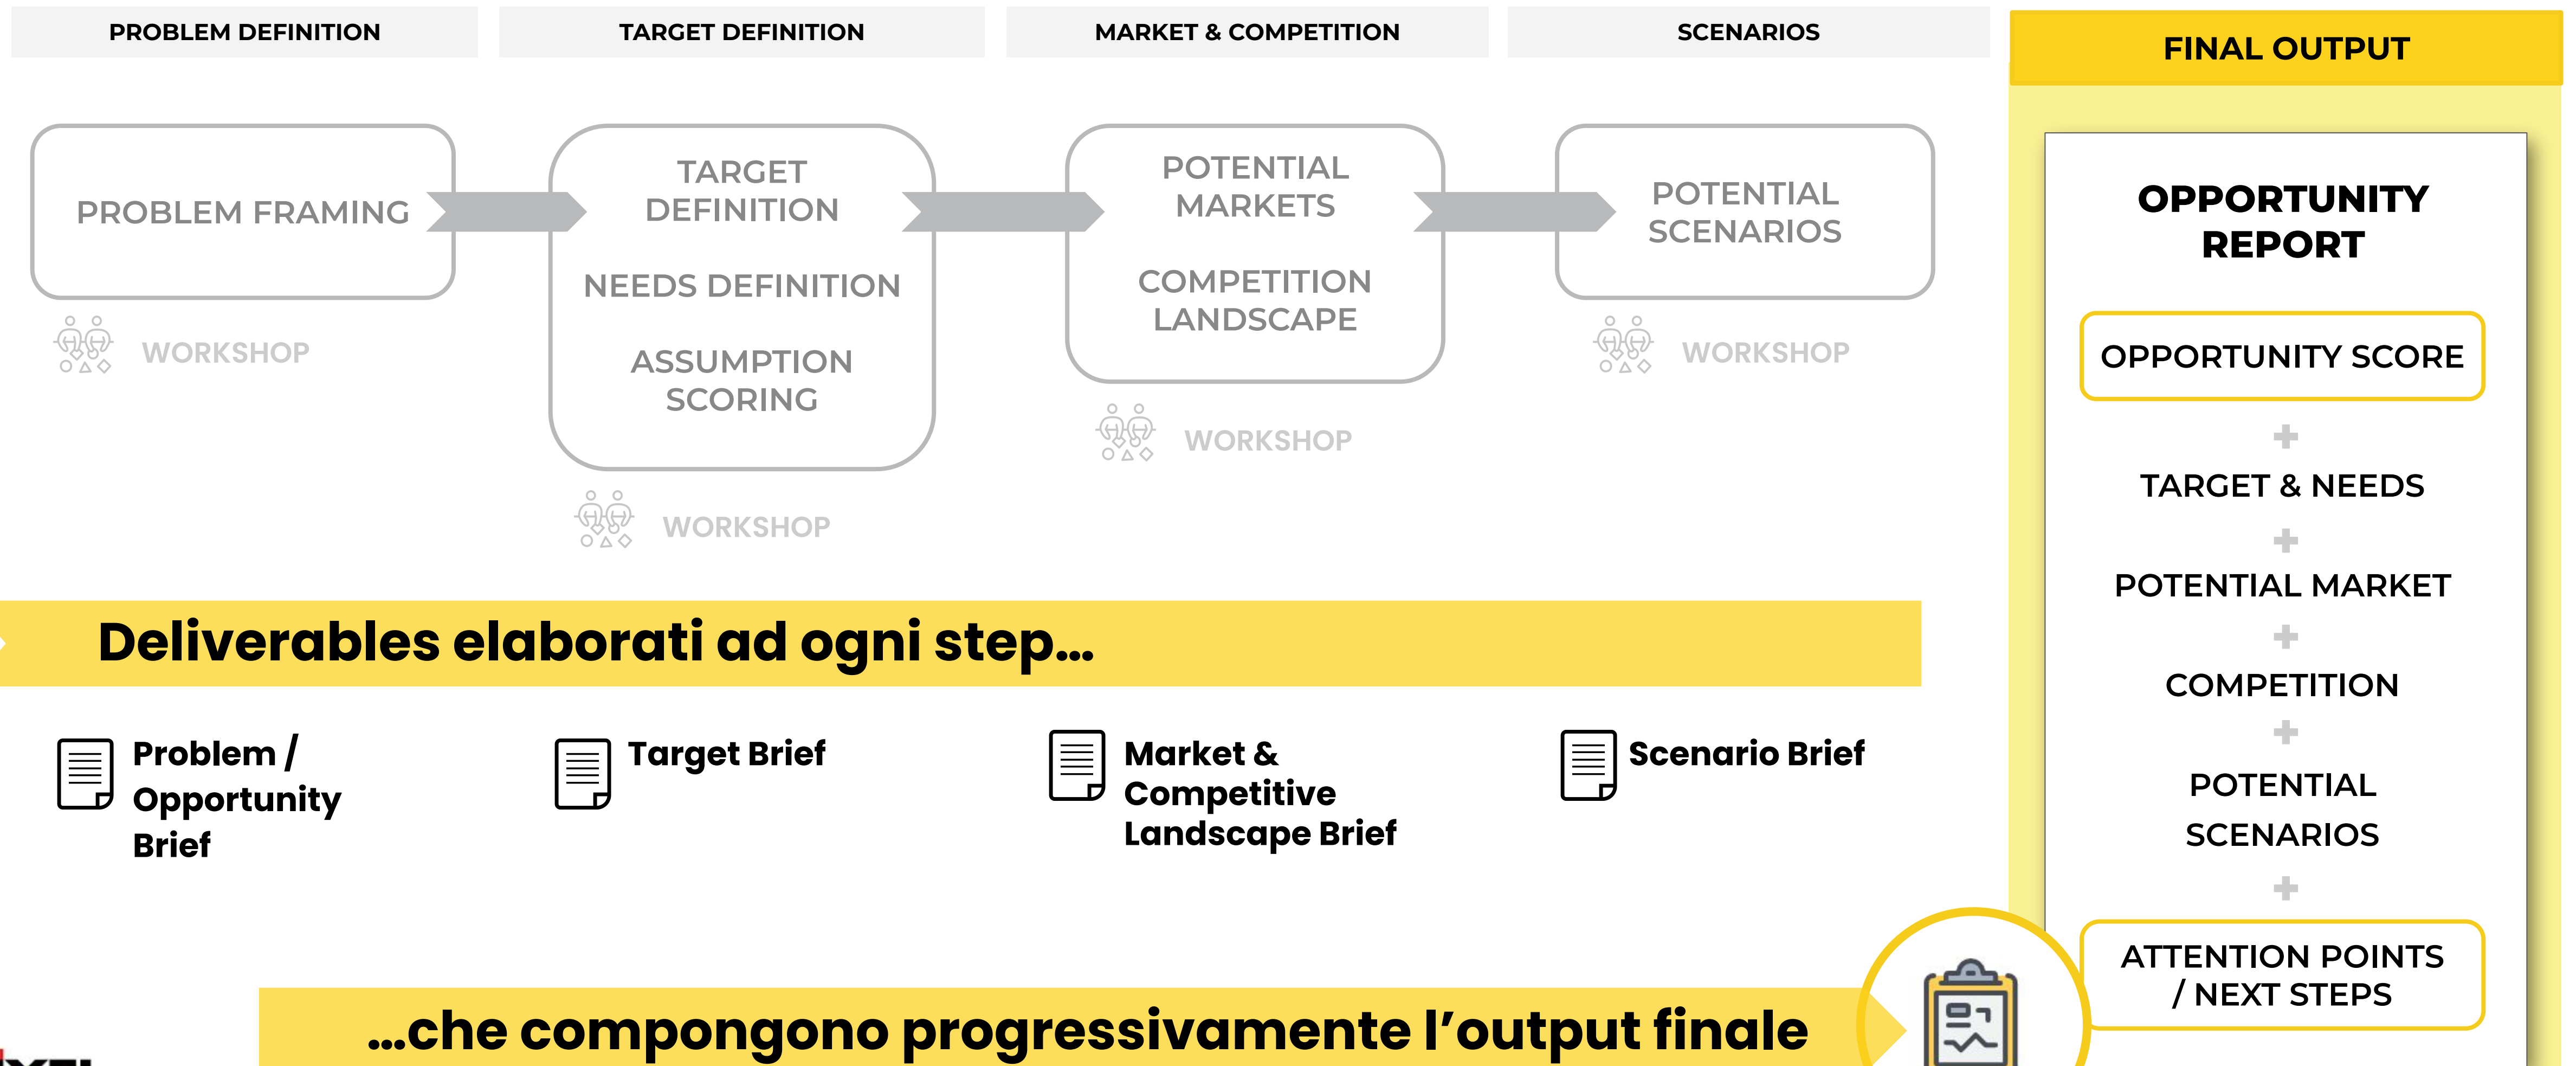 PROBLEM DEFINITION
TARGET DEFINITION
MARKET & COMPETITION
SCENARIOS
FINAL OUTPUT
PROBLEM FRAMING
WORKSHOP
TARGET
DEFINITION
NEEDS DEFINITION
ASSUMPTION
SCORING
WORKSHOP
POTENTIAL
MARKETS
COMPETITION
LANDSCAPE
WORKSHOP
POTENTIAL
SCENARIOS
WORKSHOP
Deliverables elaborati ad ogni step...
Problem /
Opportunity
Brief
Target Brief
Market &
Competitive
Landscape Brief
Scenario Brief
...che compongono progressivamente l’output finale
OPPORTUNITY
REPORT
OPPORTUNITY SCORE
+
TARGET & NEEDS
+
POTENTIAL MARKET
+
COMPETITION
+
POTENTIAL
SCENARIOS
+
ATTENTION POINTS
/ NEXT STEPS